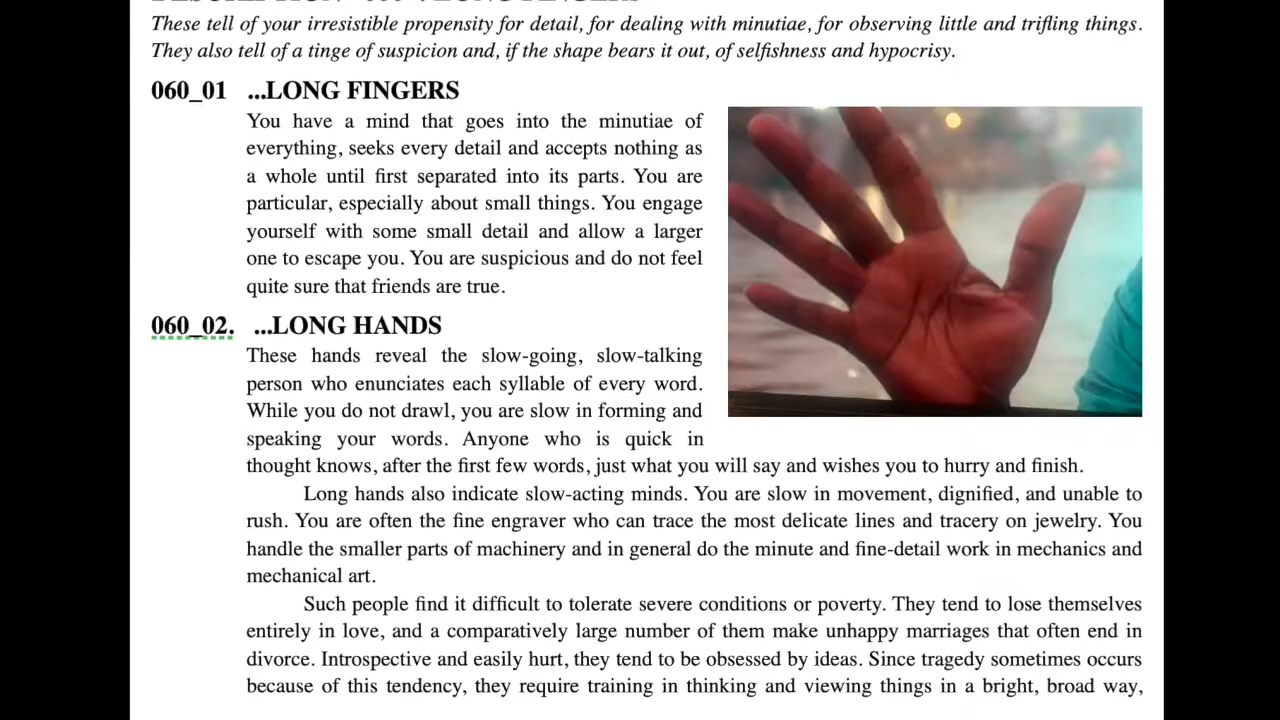 These tell of your irresistible propensity for detail, for dealing with minutiae, for observing little and trifling things.
They also tell of a tinge of suspicion and, if the shape bears it out, of selfishness and hypocrisy.
060_01 ...LONG FINGERS
You have a mind that goes into the minutiae of
everything, seeks every detail and accepts nothing as
a whole until first separated into its parts. You are
particular, especially about small things. You engage
yourself with some small detail and allow a larger
one to escape you. You are suspicious and do not feel
quite sure that friends are true.
060_02. ...LONG HANDS
These hands reveal the slow-going, slow-talking
person who enunciates each syllable of every word.
While you do not drawl, you are slow in forming and
speaking your words. Anyone who is quick in
thought knows, after the first few words, just what you will say and wishes you to hurry and finish.
Long hands also indicate slow-acting minds. You are slow in movement, dignified, and unable to
rush. You are often the fine engraver who can trace the most delicate lines and tracery on jewelry. You
handle the smaller parts of machinery and in general do the minute and fine-detail work in mechanics and
mechanical art.
Such people find it difficult to tolerate severe conditions or poverty. They tend to lose themselves
entirely in love, and a comparatively large number of them make unhappy marriages that often end in
divorce. Introspective and easily hurt, they tend to be obsessed by ideas. Since tragedy sometimes occurs
because of this tendency, they require training in thinking and viewing things in a bright, broad way,